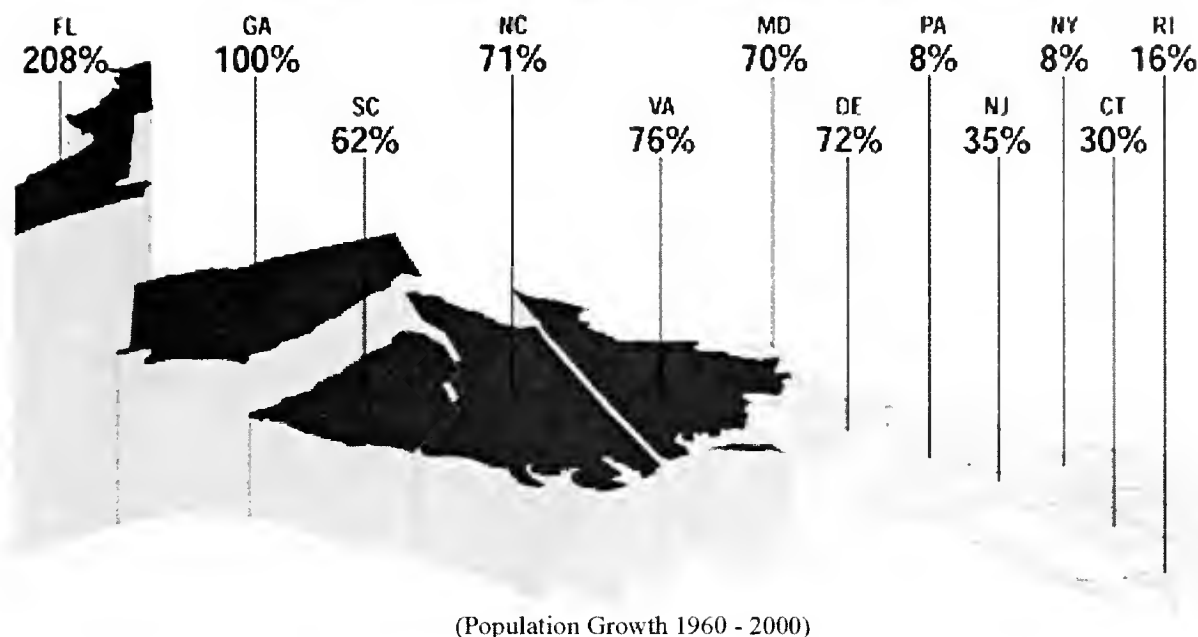 FL GA NC MD PA NY RI
208% 100% 71% 70% 8% 8% 16%
SC VA DE NJ CT
62% 76% 72% 35% 30%
(Population Growth 1960 - 2000)